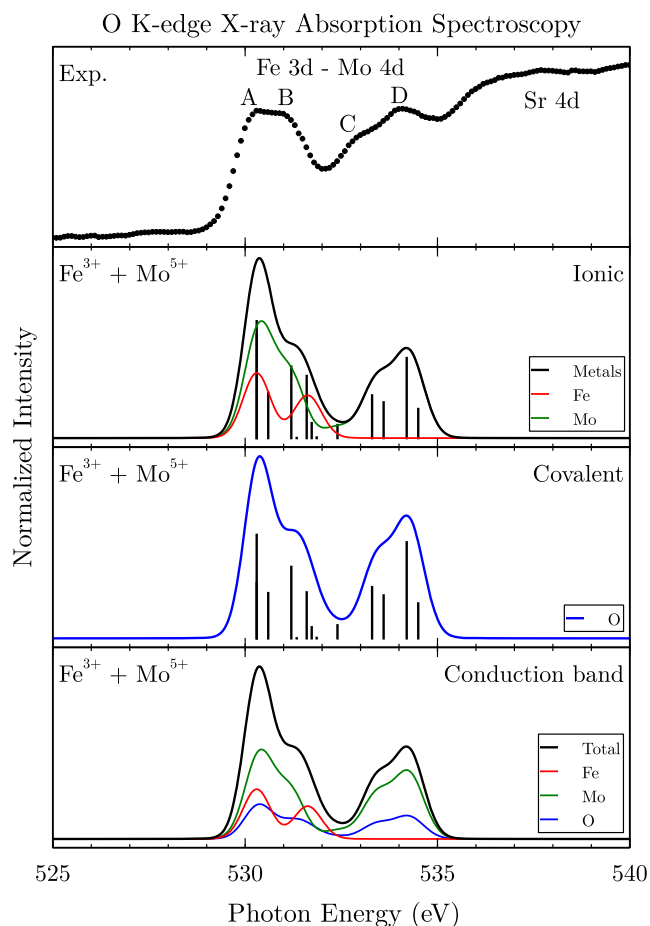 O K-edge X-ray Absorption Spectroscopy
Exp.
Fe 3d - Mo 4d
A
B
C
D
Sr 4d
Fe³⁺ + Mo⁵⁺
Ionic
Metals
Fe
Mo
Fe³⁺ + Mo⁵⁺
Covalent
O
Fe³⁺ + Mo⁵⁺
Conduction band
Total
Fe
Mo
O
Normalized Intensity
525
530
535
540
Photon Energy (eV)